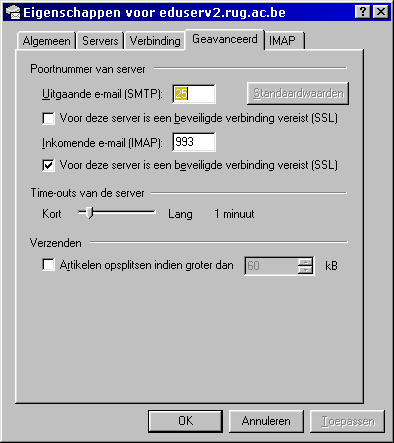 Eigenschappen voor eduserv2.rug.ac.be
Algemeen Servers Verbinding Geavanceerd IMAP
Poortnummer van server
Uitgaande e-mail (SMTP): 25 Standaardwaarden
Voor deze server is een beveiligde verbinding vereist (SSL)
Inkomende e-mail (IMAP): 993
Voor deze server is een beveiligde verbinding vereist (SSL)
Time-outs van de server
Kort Lang 1 minuut
Verzenden
Artikelen opsplitsen indien groter dan 60 kB
OK Annuleren Toepassen